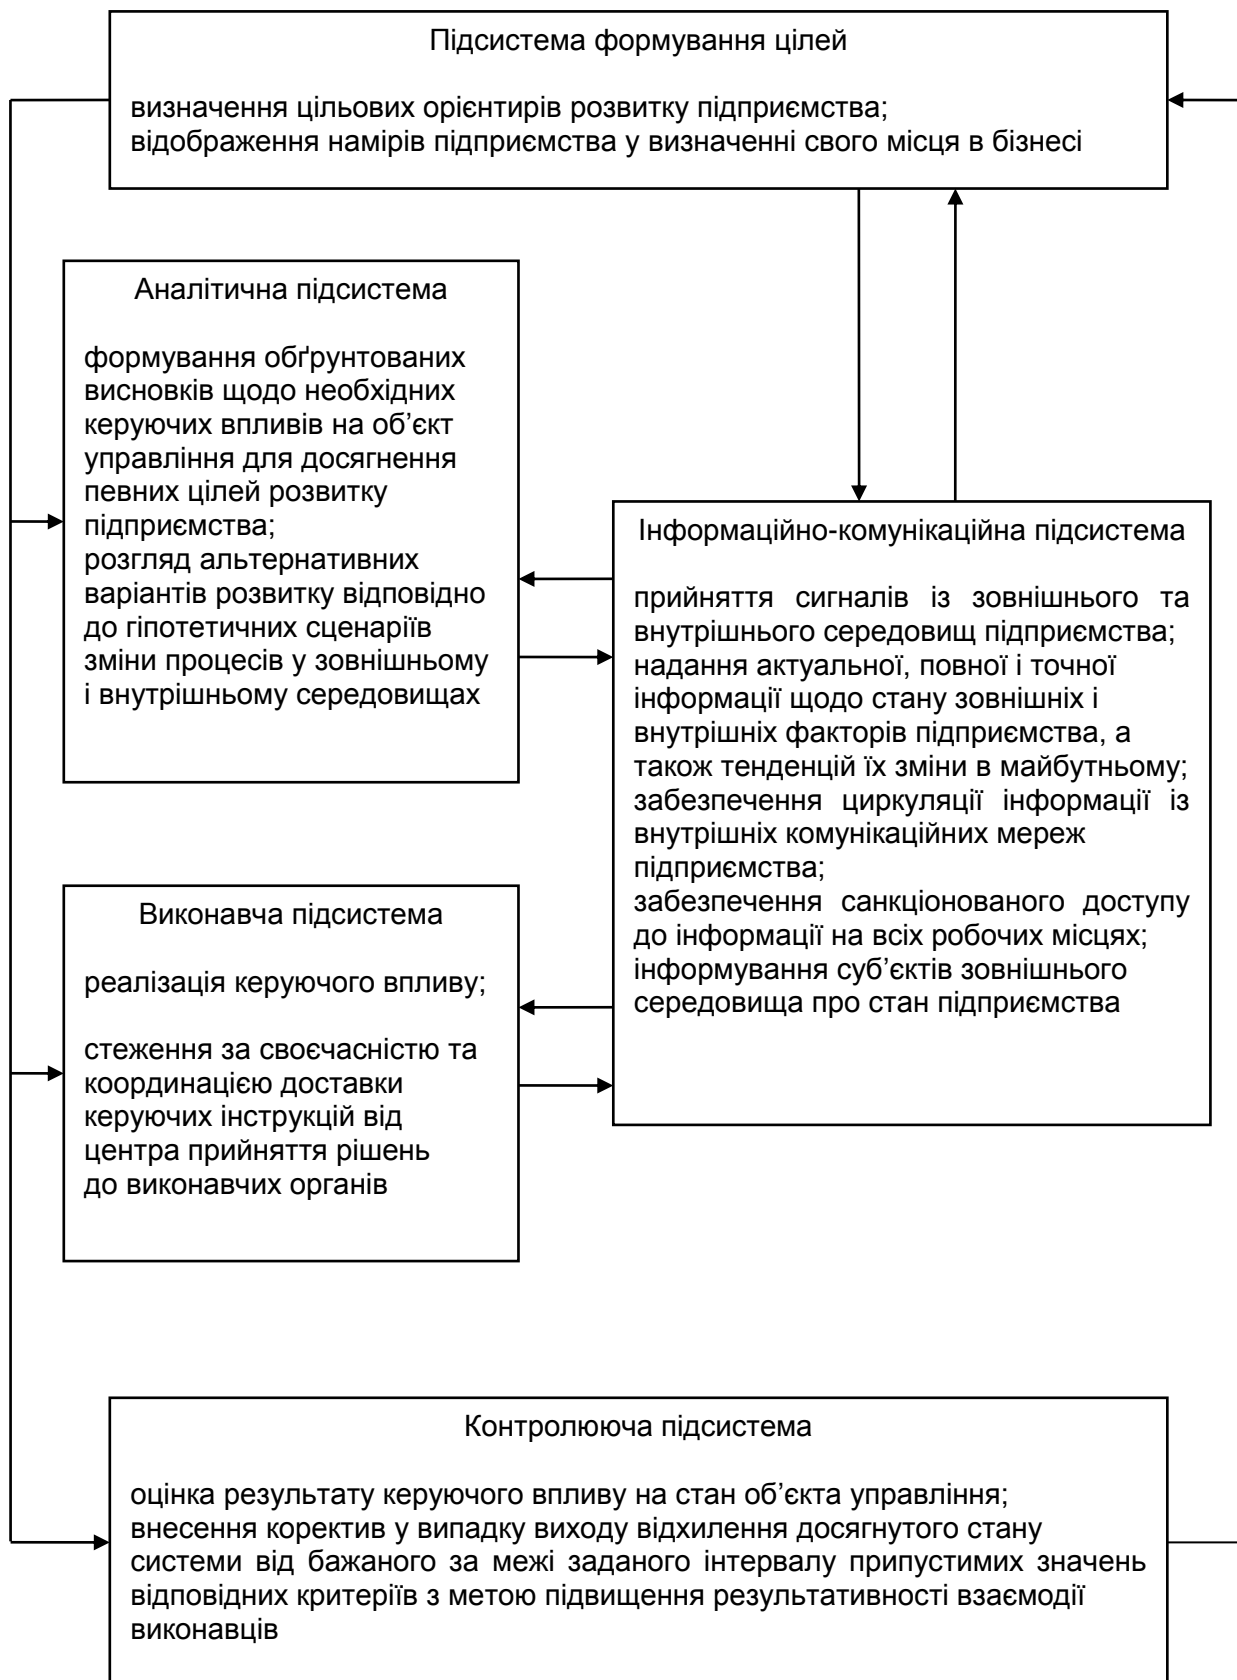 Підсистема формування цілей
визначення цільових орієнтирів розвитку підприємства;
відображення намірів підприємства у визначенні свого місця в бізнесі
Аналітична підсистема
формування обґрунтованих
висновків щодо необхідних
керуючих впливів на об’єкт
управління для досягнення
певних цілей розвитку
підприємства;
розгляд альтернативних
варіантів розвитку відповідно
до гіпотетичних сценаріїв
зміни процесів у зовнішньому
і внутрішньому середовищах
Інформаційно-комунікаційна підсистема
прийняття сигналів із зовнішнього та
внутрішнього середовищ підприємства;
надання актуальної, повної і точної
інформації щодо стану зовнішніх і
внутрішніх факторів підприємства, а
також тенденцій їх зміни в майбутньому;
забезпечення циркуляції інформації із
внутрішніх комунікаційних мереж
підприємства;
забезпечення санкціонованого доступу
до інформації на всіх робочих місцях;
інформування суб’єктів зовнішнього
середовища про стан підприємства
Виконавча підсистема
реалізація керуючого впливу;
стеження за своєчасністю та
координацією доставки
керуючих інструкцій від
центра прийняття рішень
до виконавчих органів
Контролююча підсистема
оцінка результату керуючого впливу на стан об’єкта управління;
внесення коректив у випадку виходу відхилення досягнутого стану
системи від бажаного за межі заданого інтервалу припустимих значень
відповідних критеріїв з метою підвищення результативності взаємодії
виконавців